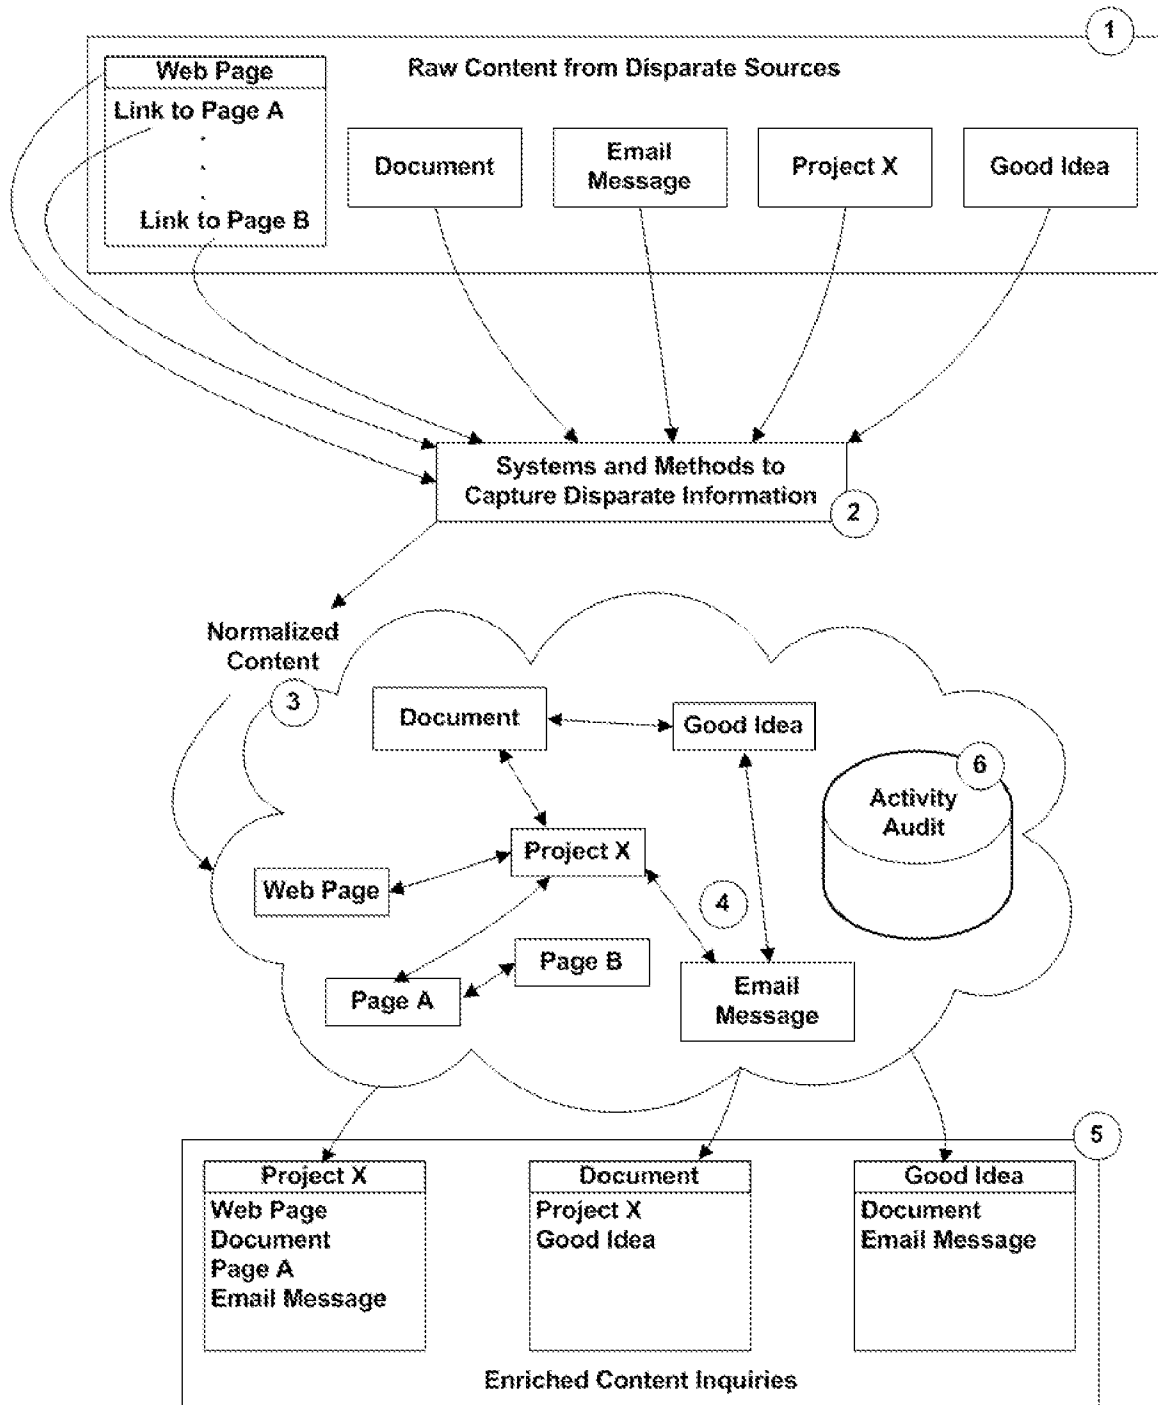 1
Raw Content from Disparate Sources
Web Page
Link to Page A
.
.
.
Link to Page B
Document
Email
Message
Project X
Good Idea
Systems and Methods to
Capture Disparate Information
2
Normalized
Content
3
Document
Good Idea
6
Activity
Audit
Project X
Web Page
4
Page B
Page A
Email
Message
5
Project X
Web Page
Document
Page A
Email Message
Document
Project X
Good Idea
Good Idea
Document
Email Message
Enriched Content Inquiries